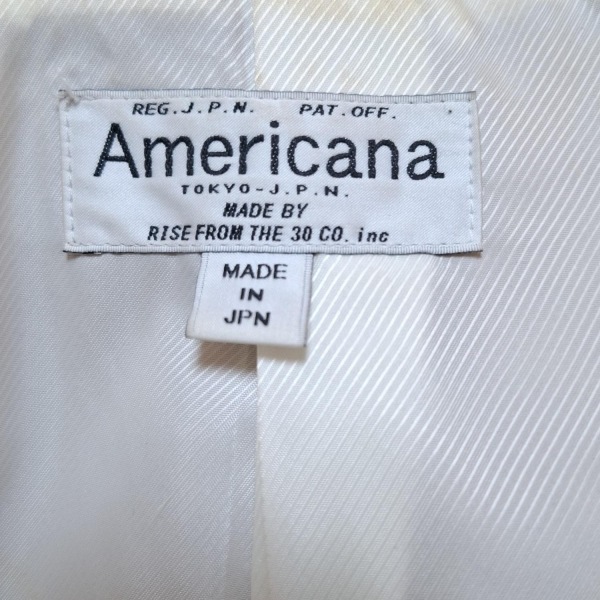 REG.J.P.N. PAT.OFF.
Americana
TOKYO-J.P.N.
MADE BY
RISE FROM THE 30 CO. inc
MADE
IN
JPN